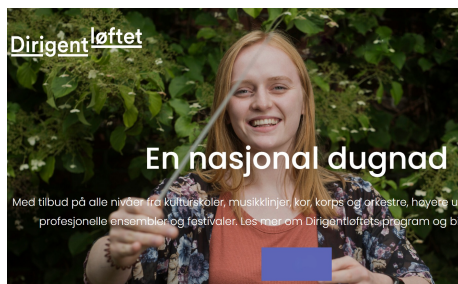 Dirigentløftet
En nasjonal dugnad
Med tilbud på alle nivåer fra kulturskoler, musikklinjer, kor, korps og orkestre, høyere u
profesjonelle ensembler og festivaler. Les mer om Dirigentløftets program og b